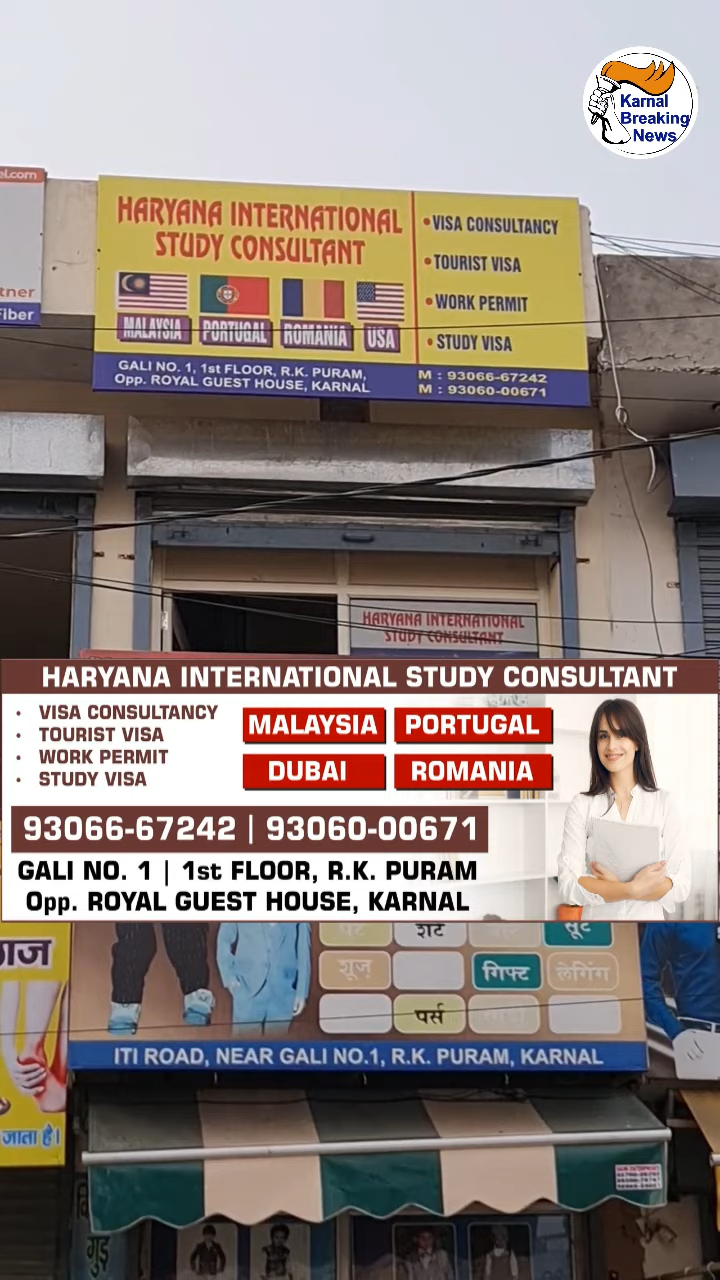 Karnal
Breaking
News
el.com
HARYANA INTERNATIONAL
STUDY CONSULTANT
•VISA CONSULTANCY
•TOURIST VISA
•WORK PERMIT
•STUDY VISA
MALAYSIA PORTUGAL ROMANIA USA
tner
Fiber
GALI NO. 1, 1st FLOOR, R.K. PURAM,
Opp. ROYAL GUEST HOUSE, KARNAL
M : 93066-67242
M : 93060-00671
HARYANA INTERNATIONAL
STUDY CONSULTANT
HARYANA INTERNATIONAL STUDY CONSULTANT
• VISA CONSULTANCY
• TOURIST VISA
• WORK PERMIT
• STUDY VISA
MALAYSIA PORTUGAL
DUBAI ROMANIA
93066-67242 | 93060-00671
GALI NO. 1 | 1st FLOOR, R.K. PURAM
Opp. ROYAL GUEST HOUSE, KARNAL
शर्ट सूट
शूज़ गिफ्ट लेगिंग
पर्स
ITI ROAD, NEAR GALI NO.1, R.K. PURAM, KARNAL
जाता है।